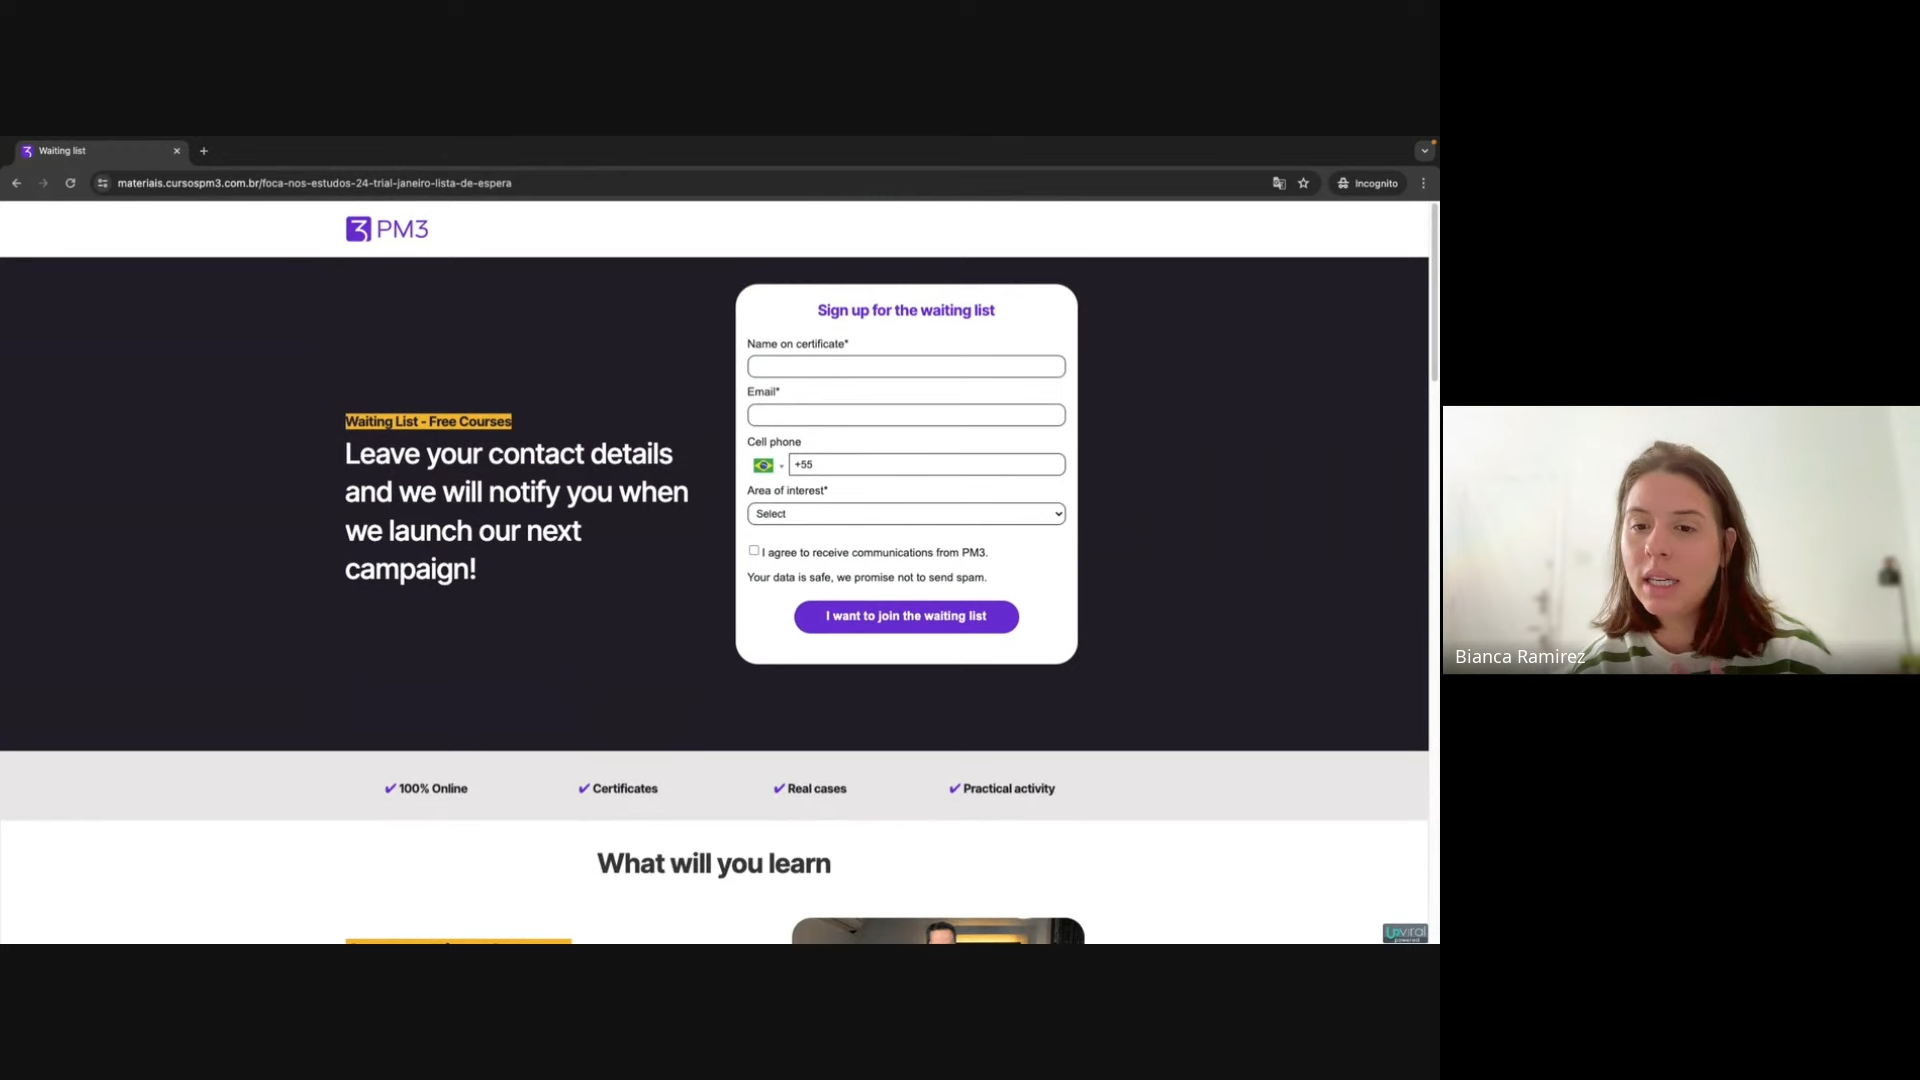 Waiting list
materiais.cursospm3.com.br/foca-nos-estudos-24-trial-janeiro-lista-de-espera
Incognito
PM3
Sign up for the waiting list
Name on certificate*
Email*
Cell phone
+55
Area of interest*
Select
I agree to receive communications from PM3.
Your data is safe, we promise not to send spam.
I want to join the waiting list
Waiting List - Free Courses
Leave your contact details
and we will notify you when
we launch our next
campaign!
100% Online
Certificates
Real cases
Practical activity
What will you learn
Upviral
powered
Bianca Ramirez